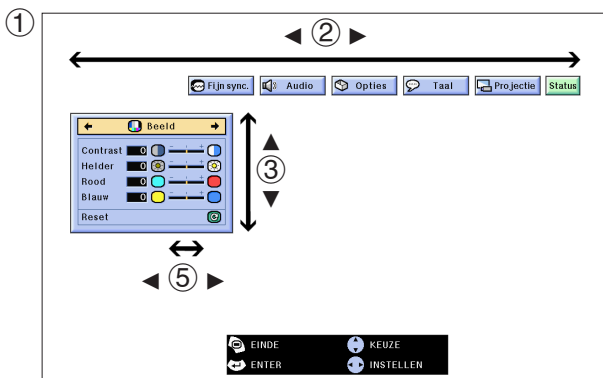 ①
◀ ② ▶
Fijn sync. Audio Opties Taal Projectie Status
Beeld
Contrast 0
Helder 0
Rood 0
Blauw 0
Reset
▲
③
▼
◀ ⑤ ▶
EINDE KEUZE
ENTER INSTELLEN